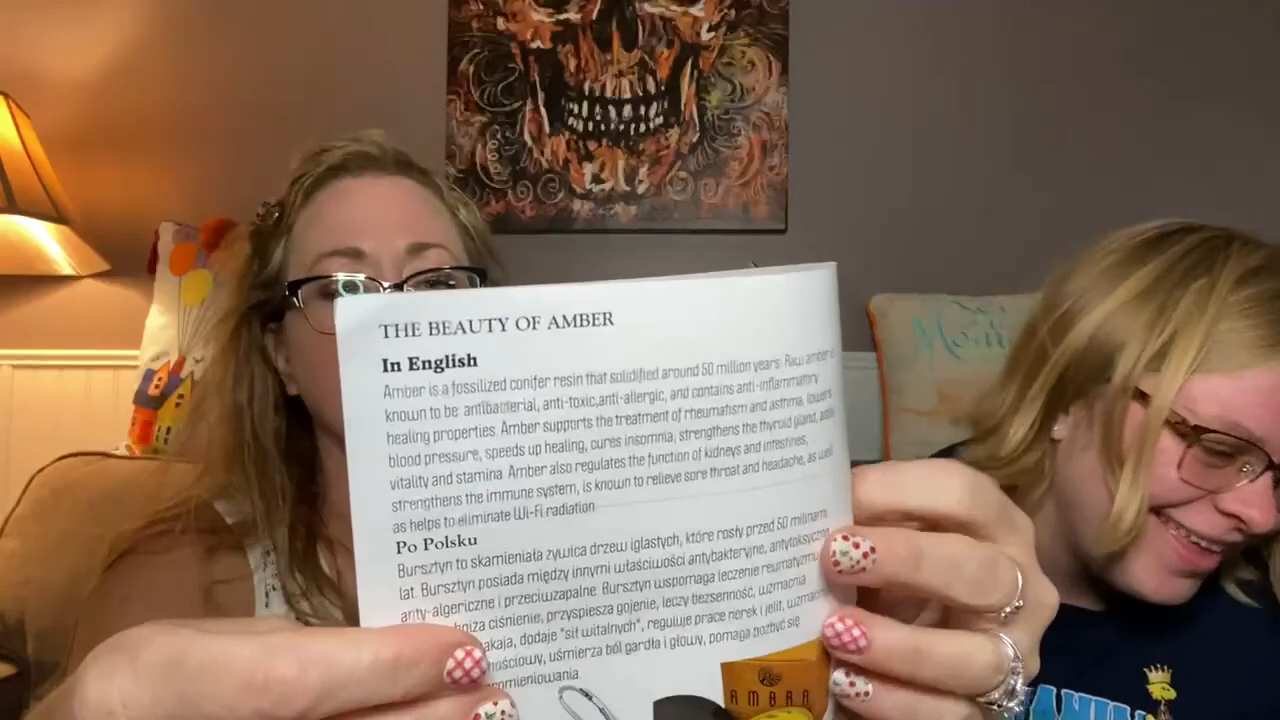 THE BEAUTY OF AMBER
In English
Amber is a fossilized conifer resin that solidified around 50 million years. Raw amber
known to be antibacterial, anti-toxic,anti-allergic, and contains anti-inflammatory
healing properties. Amber supports the treatment of rheumatism and asthma, lowers
blood pressure, speeds up healing, cures insomnia, strengthens the thyroid gland, adds
vitality and stamina. Amber also regulates the function of kidneys and intestines,
strengthens the immune system, is known to relieve sore throat and headache, as well
as helps to eliminate Wi-Fi radiation
Po Polsku
Bursztyn to skamieniała żywica drzew iglastych, które rosły przed 50 milinami
lat. Bursztyn posiada między innymi właściwości antybakteryjne, antytoksyczne
anty-algericzne i przeciwzapalne. Bursztyn wspomaga leczenie reumatyzmu
ciśnienie, przyspiesza gojenie, leczy bezsenność, wzmacnia
dodaje "sił witalnych", reguluje prace nerek i jelit,
uśmierza ból gardła i głowy, pomaga pozbyć się
AMBRA